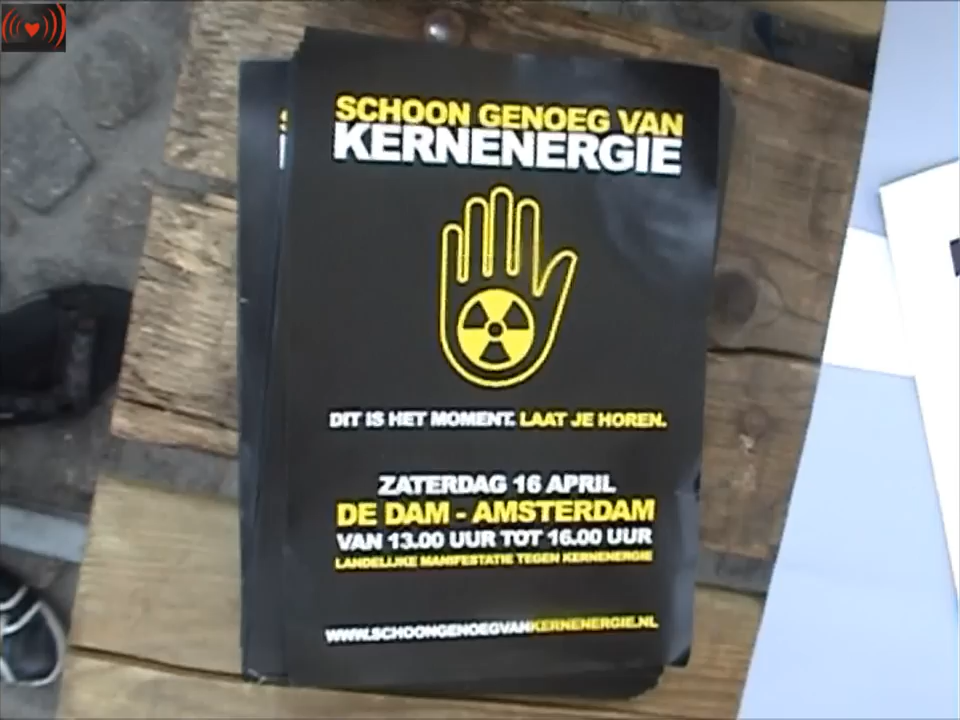 SCHOON GENOEG VAN
KERNENERGIE
DIT IS HET MOMENT. LAAT JE HOREN.
ZATERDAG 16 APRIL
DE DAM - AMSTERDAM
VAN 13.00 UUR TOT 16.00 UUR
LANDELIJKE MANIFESTATIE TEGEN KERNENERGIE
WWW.SCHOONGENOEGVANKERNENERGIE.NL